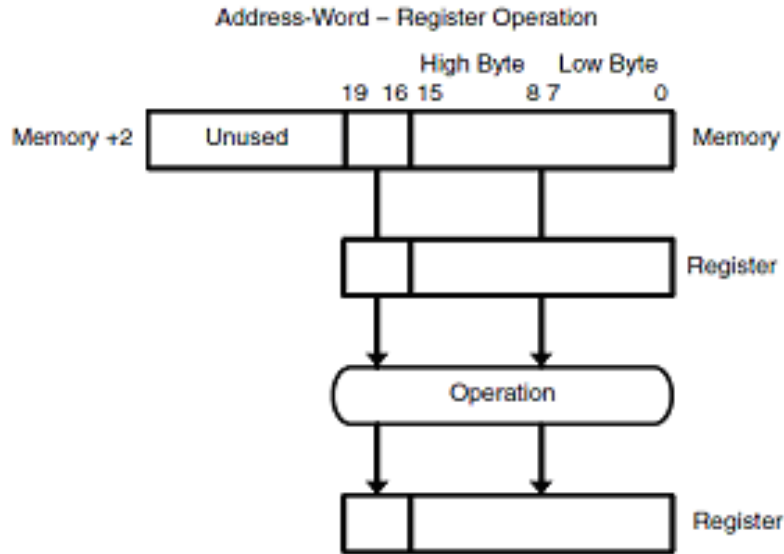 Address-Word – Register Operation
High Byte Low Byte
19 16 15 8 7 0
Memory +2 Unused Memory
Register
Operation
Register